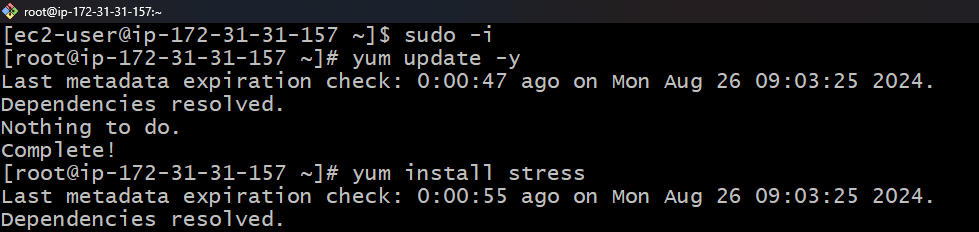 root@ip-172-31-31-157:~
[ec2-user@ip-172-31-31-157 ~]$ sudo -i
[root@ip-172-31-31-157 ~]# yum update -y
Last metadata expiration check: 0:00:47 ago on Mon Aug 26 09:03:25 2024.
Dependencies resolved.
Nothing to do.
Complete!
[root@ip-172-31-31-157 ~]# yum install stress
Last metadata expiration check: 0:00:55 ago on Mon Aug 26 09:03:25 2024.
Dependencies resolved.